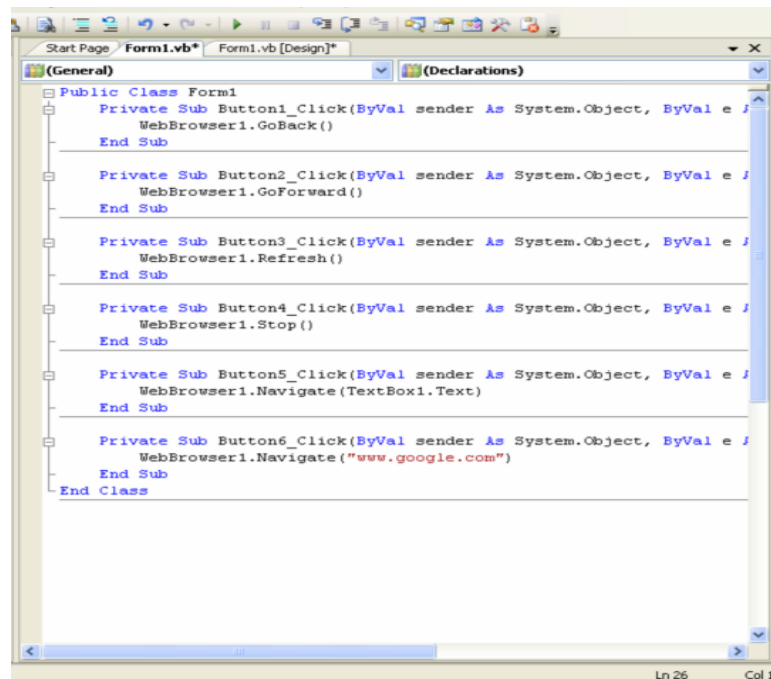 Start Page Form1.vb* Form1.vb [Design]*
(General) (Declarations)
Public Class Form1
Private Sub Button1_Click(ByVal sender As System.Object, ByVal e
WebBrowser1.GoBack()
End Sub
Private Sub Button2_Click(ByVal sender As System.Object, ByVal e
WebBrowser1.GoForward()
End Sub
Private Sub Button3_Click(ByVal sender As System.Object, ByVal e
WebBrowser1.Refresh()
End Sub
Private Sub Button4_Click(ByVal sender As System.Object, ByVal e
WebBrowser1.Stop()
End Sub
Private Sub Button5_Click(ByVal sender As System.Object, ByVal e
WebBrowser1.Navigate(TextBox1.Text)
End Sub
Private Sub Button6_Click(ByVal sender As System.Object, ByVal e
WebBrowser1.Navigate("www.google.com")
End Sub
End Class
Ln 26 Col 1